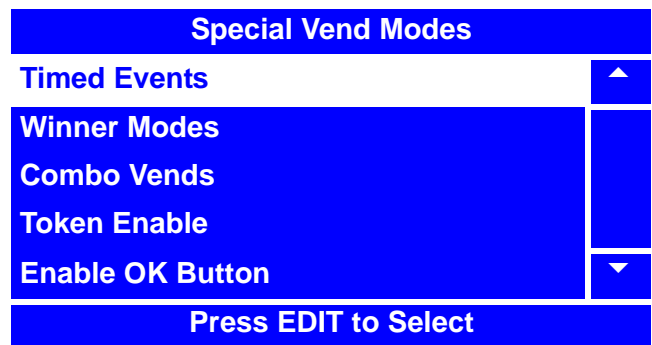 Special Vend Modes
Timed Events
Winner Modes
Combo Vends
Token Enable
Enable OK Button
Press EDIT to Select